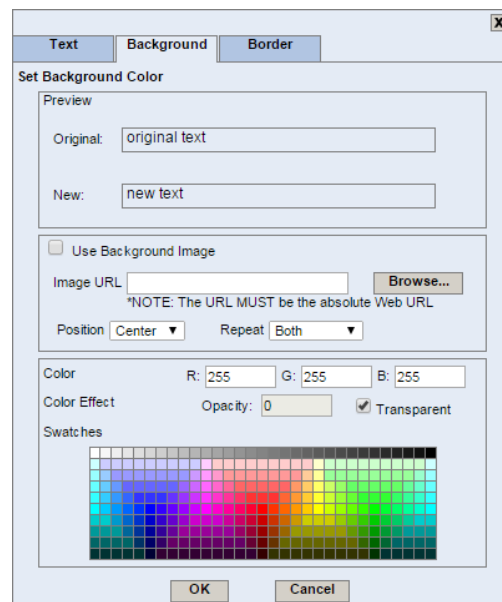 X
Text Background Border
Set Background Color
Preview
Original: original text
New: new text
Use Background Image
Image URL Browse...
*NOTE: The URL MUST be the absolute Web URL
Position Center Repeat Both
Color R: 255 G: 255 B: 255
Color Effect Opacity: 0 Transparent
Swatches
OK Cancel